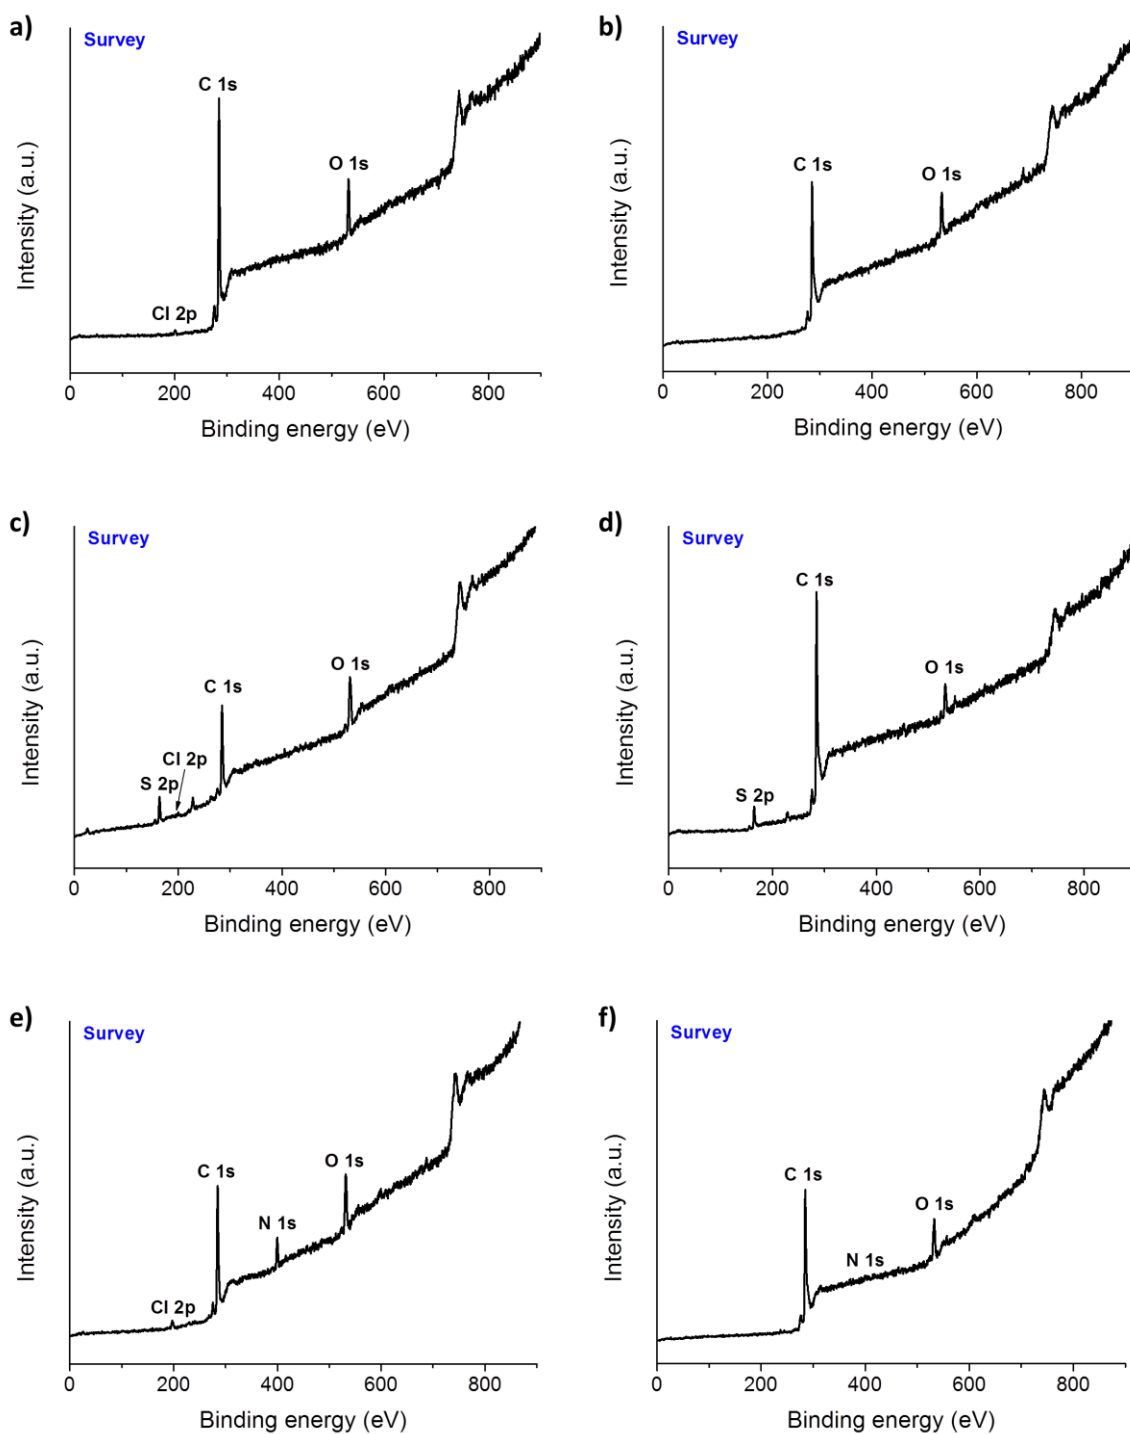 a)
Survey
C 1s
O 1s
Cl 2p
Intensity (a.u.)
0 200 400 600 800
Binding energy (eV)
b)
Survey
C 1s
O 1s
Intensity (a.u.)
0 200 400 600 800
Binding energy (eV)
c)
Survey
O 1s
C 1s
Cl 2p
S 2p
Intensity (a.u.)
0 200 400 600 800
Binding energy (eV)
d)
Survey
C 1s
O 1s
S 2p
Intensity (a.u.)
0 200 400 600 800
Binding energy (eV)
e)
Survey
O 1s
C 1s
N 1s
Cl 2p
Intensity (a.u.)
0 200 400 600 800
Binding energy (eV)
f)
Survey
C 1s
O 1s
N 1s
Intensity (a.u.)
0 200 400 600 800
Binding energy (eV)